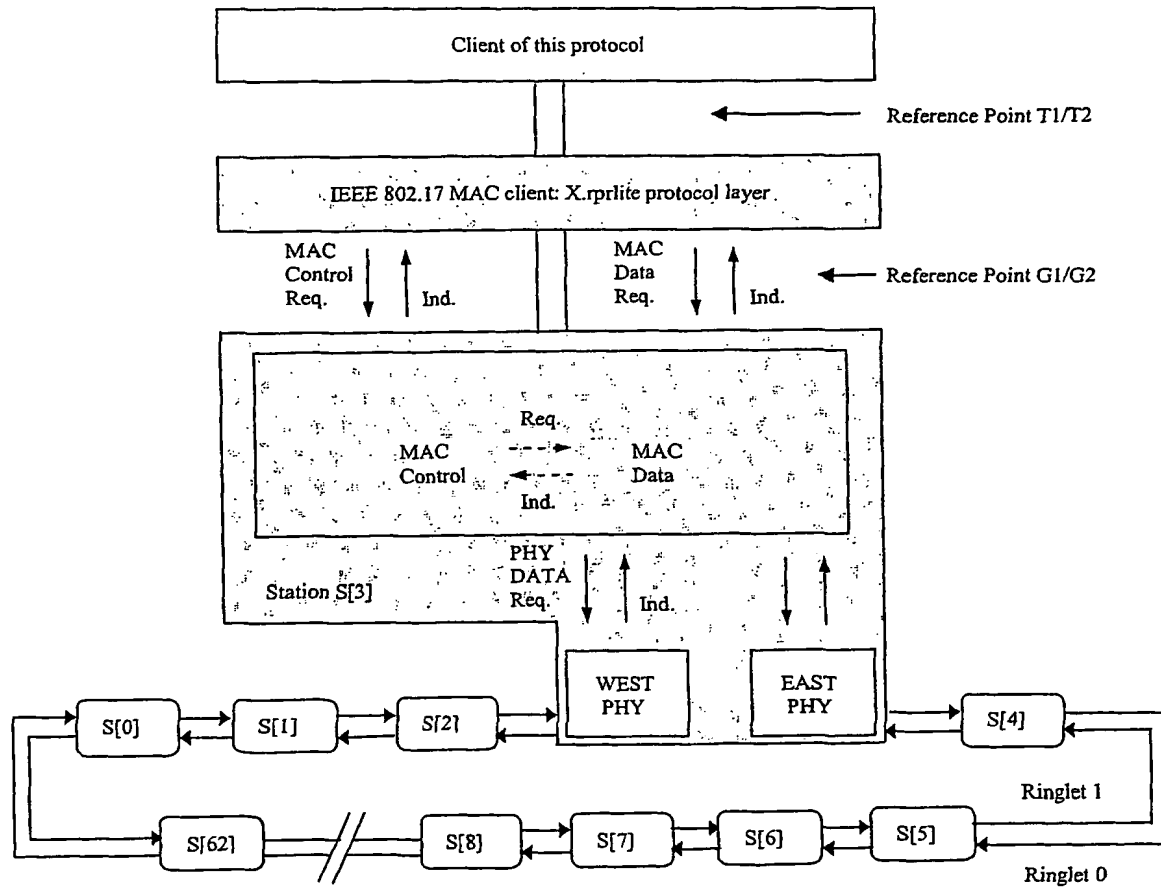 Client of this protocol
Reference Point T1/T2
IEEE 802.17 MAC client: X.rprlite protocol layer
MAC
Control
Req.
Ind.
MAC
Data
Req.
Ind.
Reference Point G1/G2
Req.
MAC
Control
MAC
Data
Ind.
PHY
DATA
Req.
Ind.
Station S[3]
WEST
PHY
EAST
PHY
S[0]
S[1]
S[2]
S[4]
Ringlet 1
S[62]
S[8]
S[7]
S[6]
S[5]
Ringlet 0